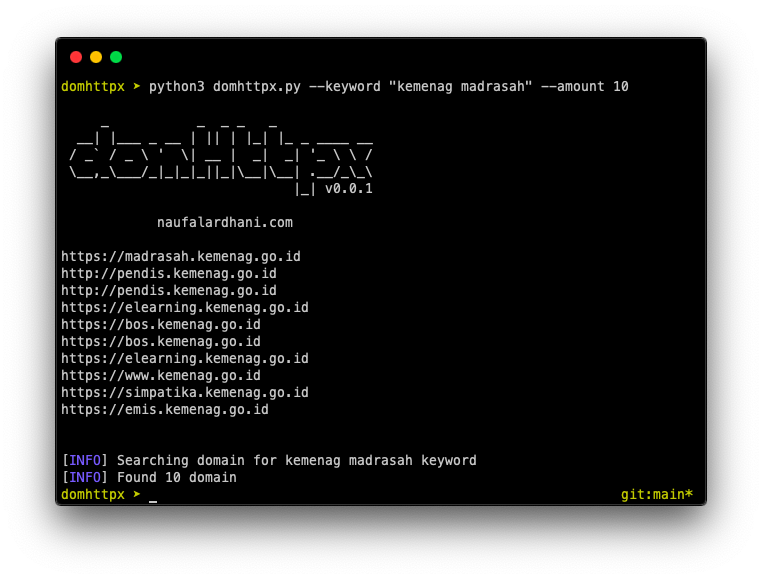 domhttpx ➤ python3 domhttpx.py --keyword "kemenag madrasah" --amount 10
v0.0.1
naufalardhani.com
https://madrasah.kemenag.go.id
http://pendis.kemenag.go.id
http://pendis.kemenag.go.id
https://elearning.kemenag.go.id
https://bos.kemenag.go.id
https://bos.kemenag.go.id
https://elearning.kemenag.go.id
https://www.kemenag.go.id
https://simpatika.kemenag.go.id
https://emis.kemenag.go.id
[INFO] Searching domain for kemenag madrasah keyword
[INFO] Found 10 domain
domhttpx ➤ _ git:main*